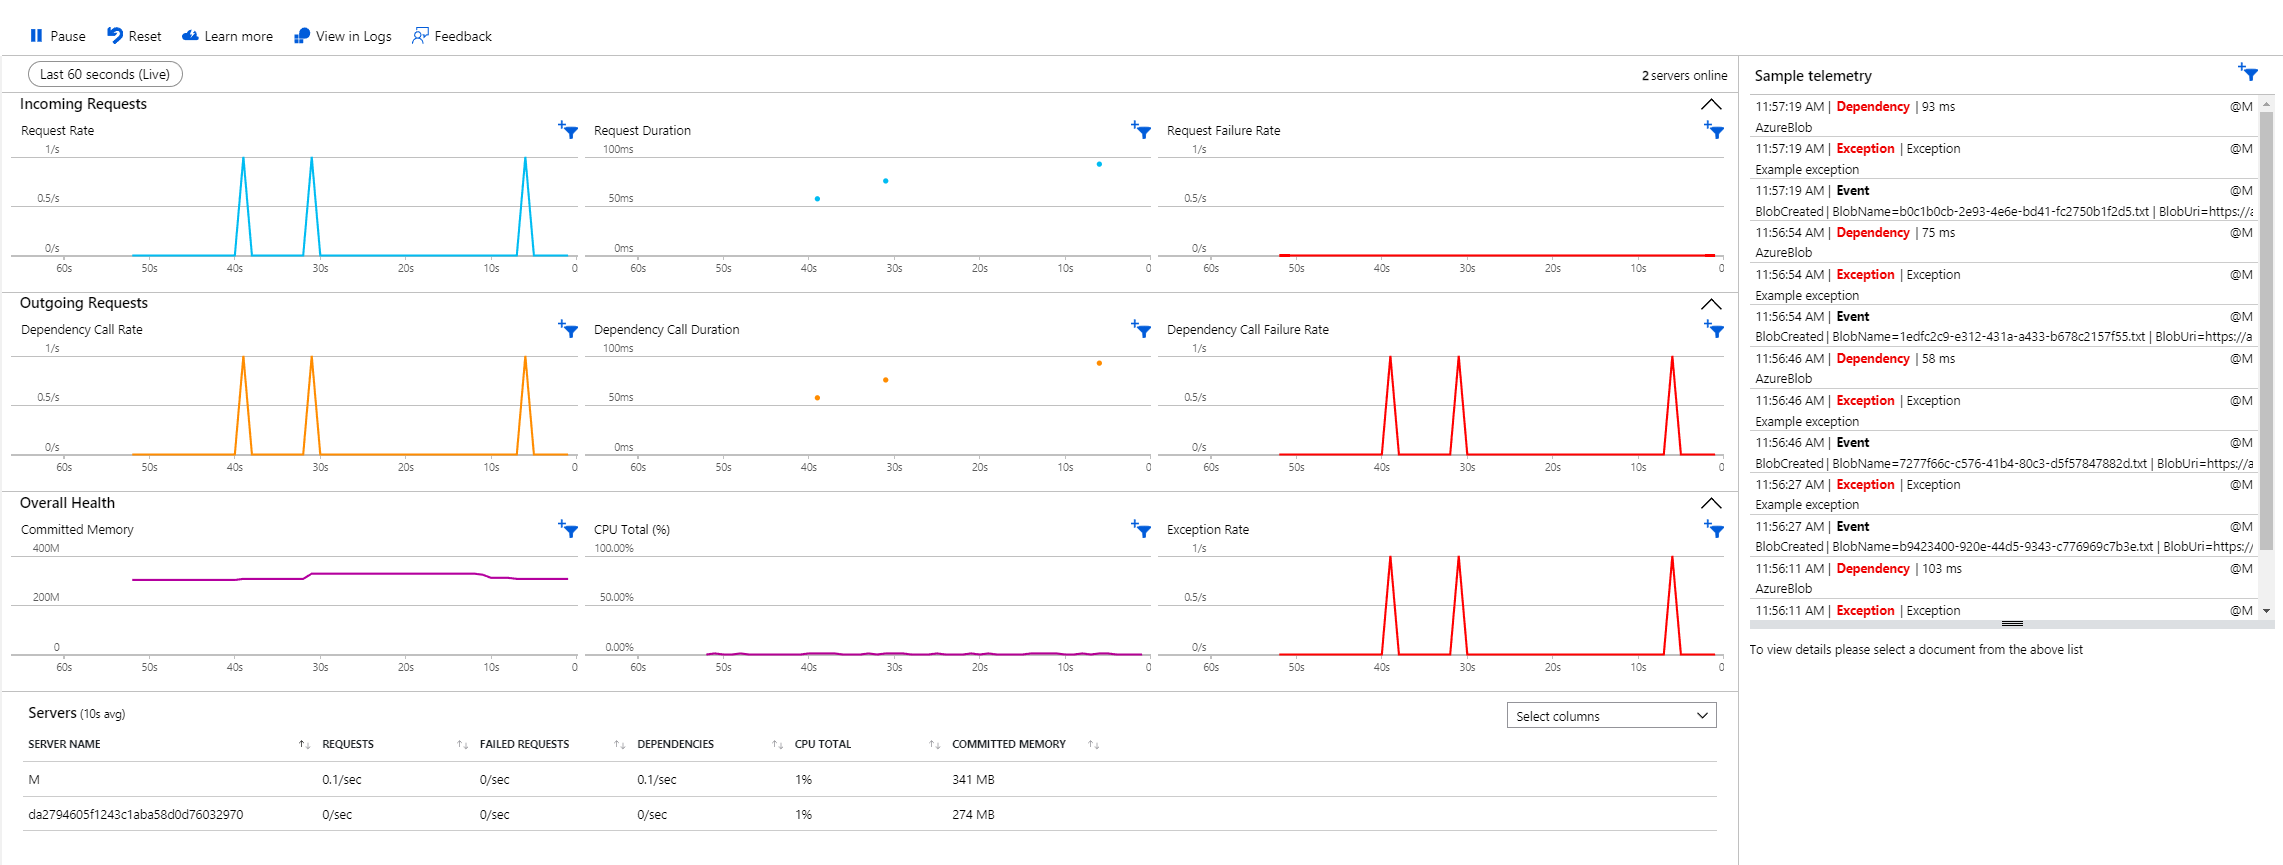 Pause Reset Learn more View in Logs Feedback
Last 60 seconds (Live) 2 servers online
Incoming Requests
Request Rate
1/s
0.5/s
0/s
60s 50s 40s 30s 20s 10s 0
Request Duration
100ms
50ms
0ms
60s 50s 40s 30s 20s 10s 0
Request Failure Rate
1/s
0.5/s
0/s
60s 50s 40s 30s 20s 10s 0
Outgoing Requests
Dependency Call Rate
1/s
0.5/s
0/s
60s 50s 40s 30s 20s 10s 0
Dependency Call Duration
100ms
50ms
0ms
60s 50s 40s 30s 20s 10s 0
Dependency Call Failure Rate
1/s
0.5/s
0/s
60s 50s 40s 30s 20s 10s 0
Overall Health
Committed Memory
400M
200M
0
60s 50s 40s 30s 20s 10s 0
CPU Total (%)
100.00%
50.00%
0.00%
60s 50s 40s 30s 20s 10s 0
Exception Rate
1/s
0.5/s
0/s
60s 50s 40s 30s 20s 10s 0
Servers (10s avg) Select columns
SERVER NAME REQUESTS FAILED REQUESTS DEPENDENCIES CPU TOTAL COMMITTED MEMORY
M 0.1/sec 0/sec 0.1/sec 1% 341 MB
da2794605f1243c1aba58d0d76032970 0/sec 0/sec 0/sec 1% 274 MB
Sample telemetry
11:57:19 AM | Dependency | 93 ms @M
AzureBlob
11:57:19 AM | Exception | Exception @M
Example exception
11:57:19 AM | Event @M
BlobCreated | BlobName=b0c1b0cb-2e93-4e6e-bd41-fc2750b1f2d5.txt | BlobUri=https://a
11:56:54 AM | Dependency | 75 ms @M
AzureBlob
11:56:54 AM | Exception | Exception @M
Example exception
11:56:54 AM | Event @M
BlobCreated | BlobName=1edfc2c9-e312-431a-a433-b678c2157f55.txt | BlobUri=https://a
11:56:46 AM | Dependency | 58 ms @M
AzureBlob
11:56:46 AM | Exception | Exception @M
Example exception
11:56:46 AM | Event @M
BlobCreated | BlobName=7277f66c-c576-41b4-80c3-d5f57847882d.txt | BlobUri=https://a
11:56:27 AM | Exception | Exception @M
Example exception
11:56:27 AM | Event @M
BlobCreated | BlobName=b9423400-920e-44d5-9343-c776969c7b3e.txt | BlobUri=https://
11:56:11 AM | Dependency | 103 ms @M
AzureBlob
11:56:11 AM | Exception | Exception @M
To view details please select a document from the above list